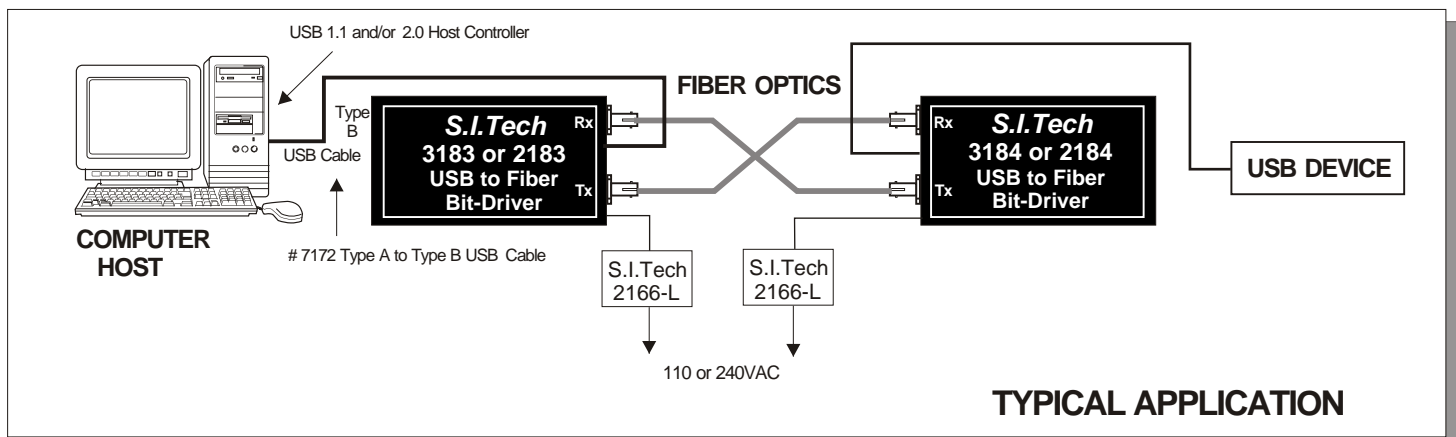 USB 1.1 and/or 2.0 Host Controller
FIBER OPTICS
Type
B
USB Cable
S.I.Tech
3183 or 2183
USB to Fiber
Bit-Driver
Rx
Tx
Rx
Tx
S.I.Tech
3184 or 2184
USB to Fiber
Bit-Driver
USB DEVICE
COMPUTER
HOST
# 7172 Type A to Type B USB Cable
S.I.Tech
2166-L
S.I.Tech
2166-L
110 or 240VAC
TYPICAL APPLICATION